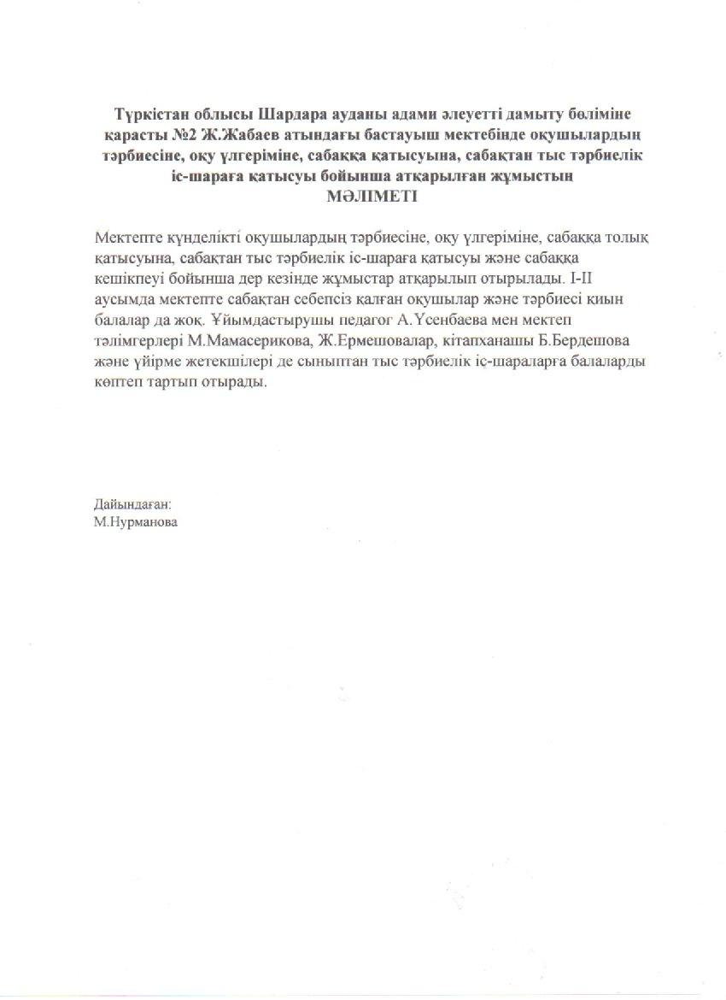 Түркістан облысы Шардара ауданы адами әлеуетті дамыту бөліміне
қарасты №2 Ж.Жабаев атындағы бастауыш мектебінде оқушылардың
тәрбиесіне, оқу үлгеріміне, сабаққа қатысуына, сабақтан тыс тәрбиелік
іс-шараға қатысуы бойынша атқарылған жұмыстың
МӘЛІМЕТІ
Мектепте күнделікті оқушылардың тәрбиесіне, оқу үлгеріміне, сабаққа толық
қатысуына, сабақтан тыс тәрбиелік іс-шараға қатысуы және сабаққа
кешікпеуі бойынша дер кезінде жұмыстар атқарылып отырылады. I-II
аусымда мектепте сабақтан себепсіз қалған оқушылар және тәрбиесі қиын
балалар да жоқ. Ұйымдастырушы педагог А.Үсенбаева мен мектеп
тәлімгерлері М.Мамасерикова, Ж.Ермешовалар, кітапханашы Б.Бердешова
және үйірме жетекшілері де сыныптан тыс тәрбиелік іс-шараларға балаларды
көптеп тартып отырады.
Дайындаған:
М.Нурманова